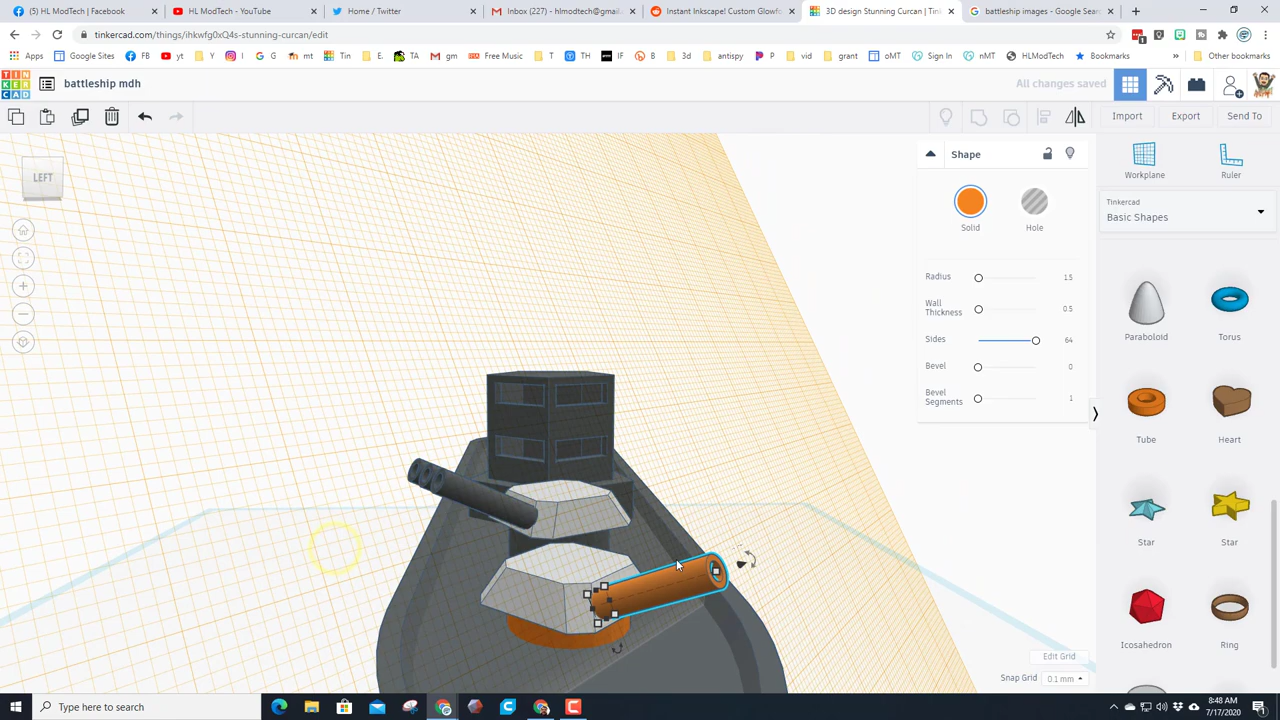 (5) HL ModTech | Facebook
HL ModTech - YouTube
Home / Twitter
Inbox (227) - hlmodtech@gmail.
Instant Inkscape! Custom Glowfo
3D design Stunning Curcan | Tin
battleship images - Google Sear
tinkercad.com/things/ihkwfg0xQ4s-stunning-curcan/edit
Apps
Google Sites
FB
yt
Y
I
G
mt
Tin
E.
TA
gm
Free Music
T
TH
IF
B
3d
antispy
P
vid
grant
oMT
Sign In
nMT
HLModTech
Bookmarks
»
Other bookmarks
TIN
KER
CAD
battleship mdh
All changes saved
Import
Export
Send To
LEFT
Shape
Solid
Hole
Radius 1.5
Wall
Thickness 0.5
Sides 64
Bevel 0
Bevel
Segments 1
Workplane
Ruler
Tinkercad
Basic Shapes
Paraboloid
Torus
Tube
Heart
Star
Star
Icosahedron
Ring
Edit Grid
Snap Grid 0.1 mm
Type here to search
8:48 AM
7/17/2020